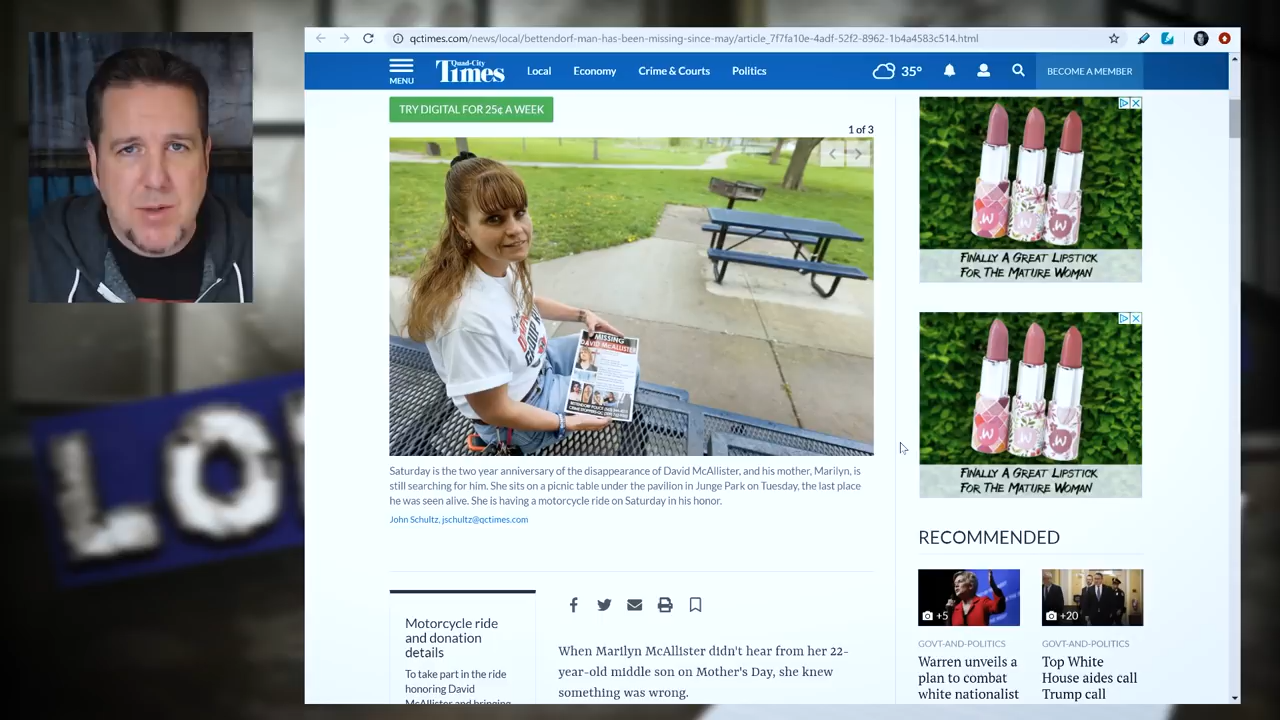 qctimes.com/news/local/bettendorf-man-has-been-missing-since-may/article_7f7fa10e-4adf-52f2-8962-1b4a4583c514.html
MENU
Quad-City
Times
Local
Economy
Crime & Courts
Politics
35°
BECOME A MEMBER
TRY DIGITAL FOR 25¢ A WEEK
1 of 3
MISSING
DAVID McALLISTER
Saturday is the two year anniversary of the disappearance of David McAllister, and his mother, Marilyn, is
still searching for him. She sits on a picnic table under the pavilion in Junge Park on Tuesday, the last place
he was seen alive. She is having a motorcycle ride on Saturday in his honor.
John Schultz, jschultz@qctimes.com
Motorcycle ride
and donation
details
To take part in the ride
honoring David
McAllister and bringing
When Marilyn McAllister didn't hear from her 22-
year-old middle son on Mother's Day, she knew
something was wrong.
FINALLY A GREAT LIPSTICK
FOR THE MATURE WOMAN
FINALLY A GREAT LIPSTICK
FOR THE MATURE WOMAN
RECOMMENDED
+5
GOVT-AND-POLITICS
Warren unveils a
plan to combat
white nationalist
+20
GOVT-AND-POLITICS
Top White
House aides call
Trump call
LO